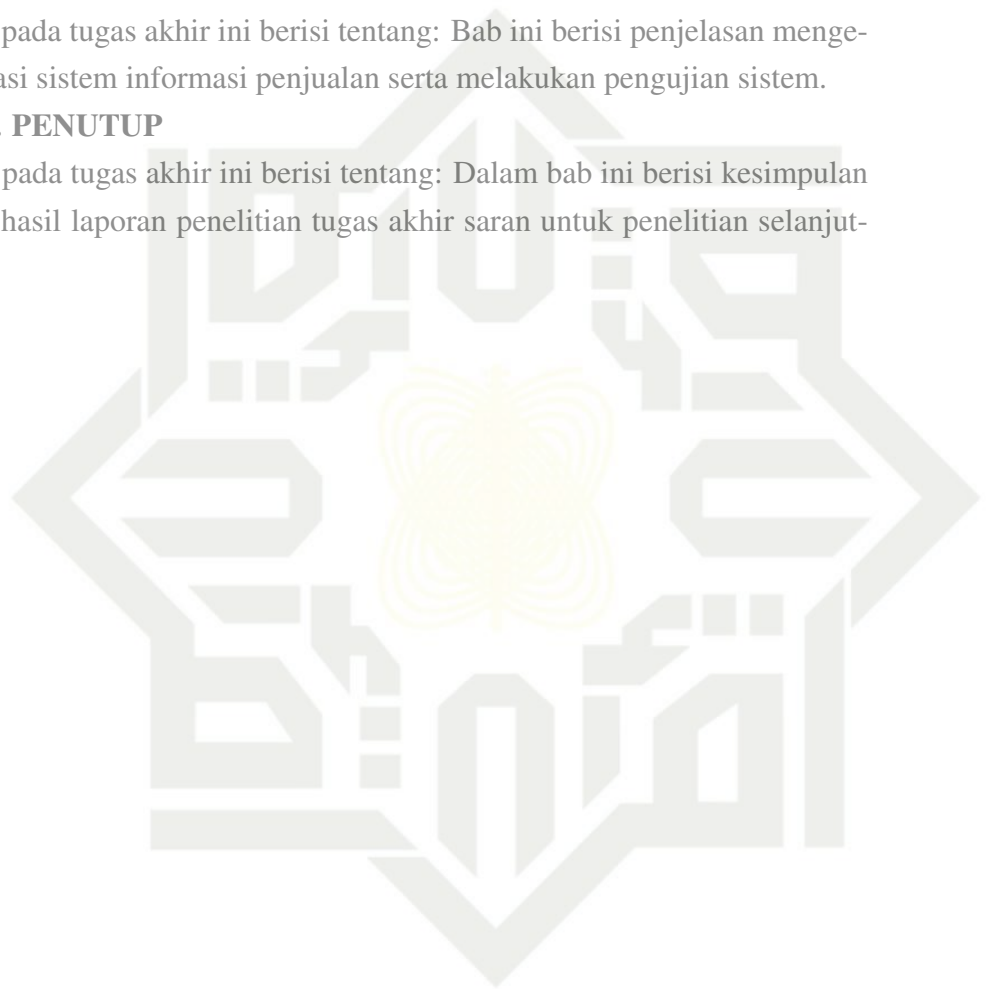 pada tugas akhir ini berisi tentang: Bab ini berisi penjelasan menge-
asi sistem informasi penjualan serta melakukan pengujian sistem.
. PENUTUP
pada tugas akhir ini berisi tentang: Dalam bab ini berisi kesimpulan
hasil laporan penelitian tugas akhir saran untuk penelitian selanjut-